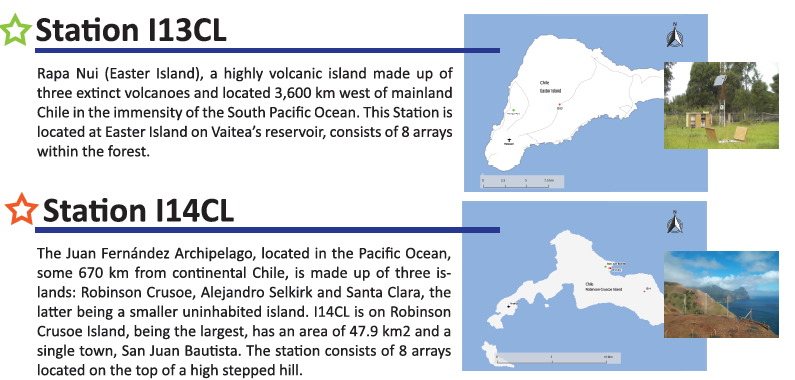 Station I13CL
Rapa Nui (Easter Island), a highly volcanic island made up of
three extinct volcanoes and located 3,600 km west of mainland
Chile in the immensity of the South Pacific Ocean. This Station is
located at Easter Island on Vaitea's reservoir, consists of 8 arrays
within the forest.
N
Chile
Easter Island
Station I14CL
The Juan Fernández Archipelago, located in the Pacific Ocean,
some 670 km from continental Chile, is made up of three is-
lands: Robinson Crusoe, Alejandro Selkirk and Santa Clara, the
latter being a smaller uninhabited island. I14CL is on Robinson
Crusoe Island, being the largest, has an area of 47.9 km2 and a
single town, San Juan Bautista. The station consists of 8 arrays
located on the top of a high stepped hill.
N
Chile
Robinson Crusoe Island